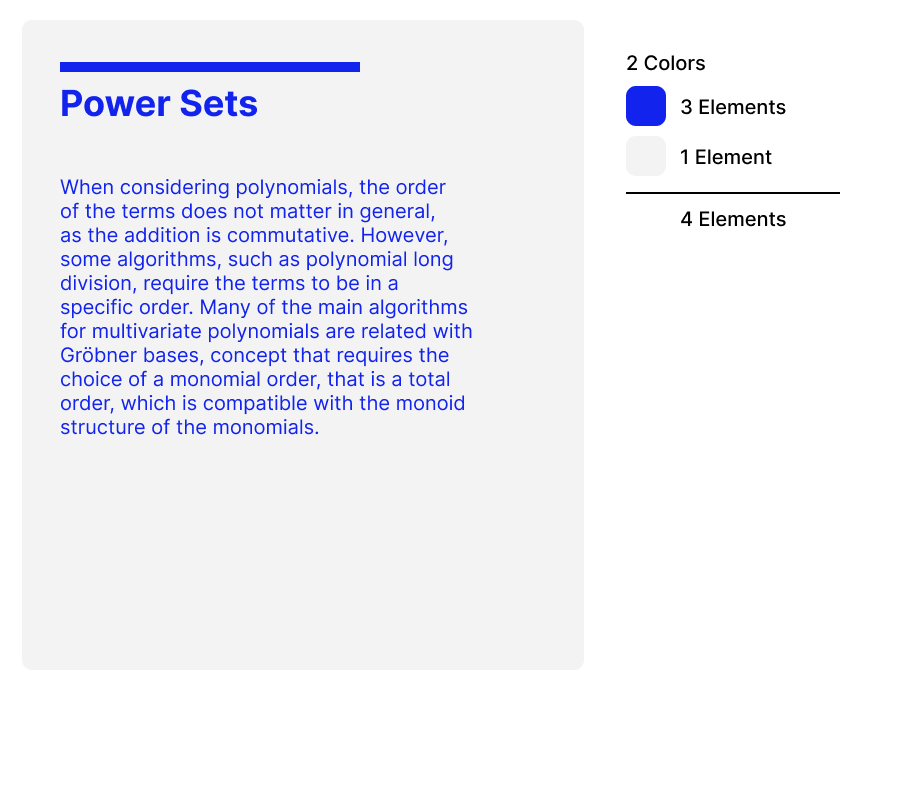 Power Sets
When considering polynomials, the order
of the terms does not matter in general,
as the addition is commutative. However,
some algorithms, such as polynomial long
division, require the terms to be in a
specific order. Many of the main algorithms
for multivariate polynomials are related with
Gröbner bases, concept that requires the
choice of a monomial order, that is a total
order, which is compatible with the monoid
structure of the monomials.
2 Colors
3 Elements
1 Element
4 Elements